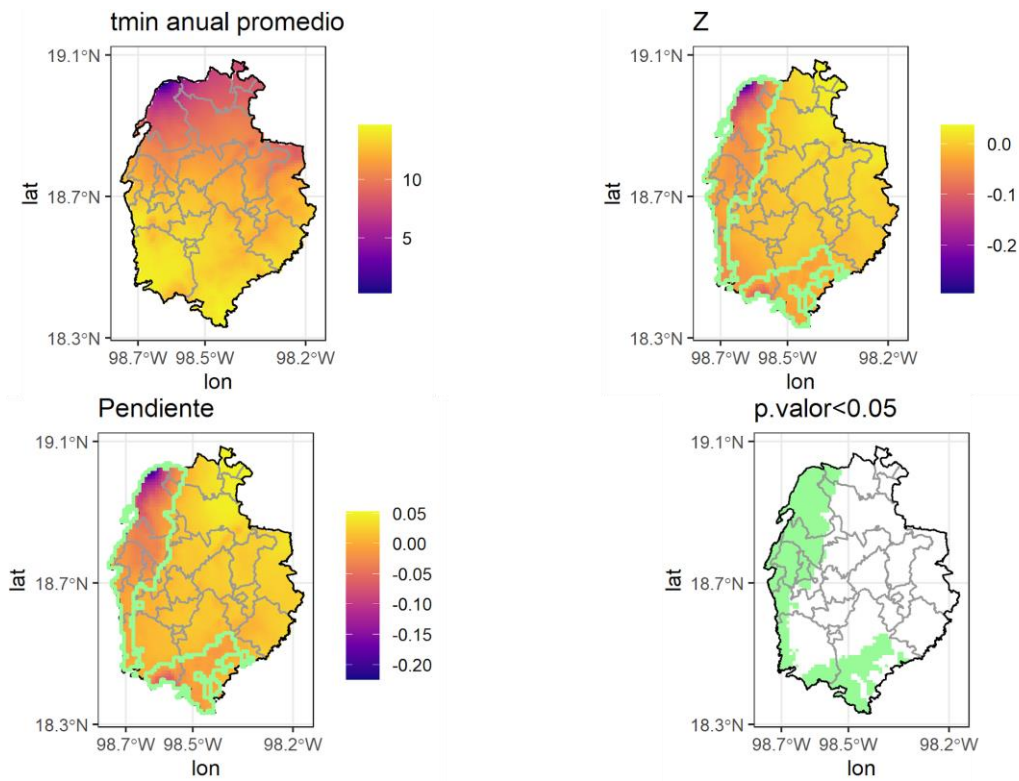 tmin anual promedio
19.1°N
18.7°N
18.3°N
lat
98.7°W 98.5°W 98.2°W
lon
10
5
Z
19.1°N
18.7°N
18.3°N
lat
98.7°W 98.5°W 98.2°W
lon
0.0
-0.1
-0.2
Pendiente
19.1°N
18.7°N
18.3°N
lat
98.7°W 98.5°W 98.2°W
lon
0.05
0.00
-0.05
-0.10
-0.15
-0.20
p.valor<0.05
19.1°N
18.7°N
18.3°N
lat
98.7°W 98.5°W 98.2°W
lon